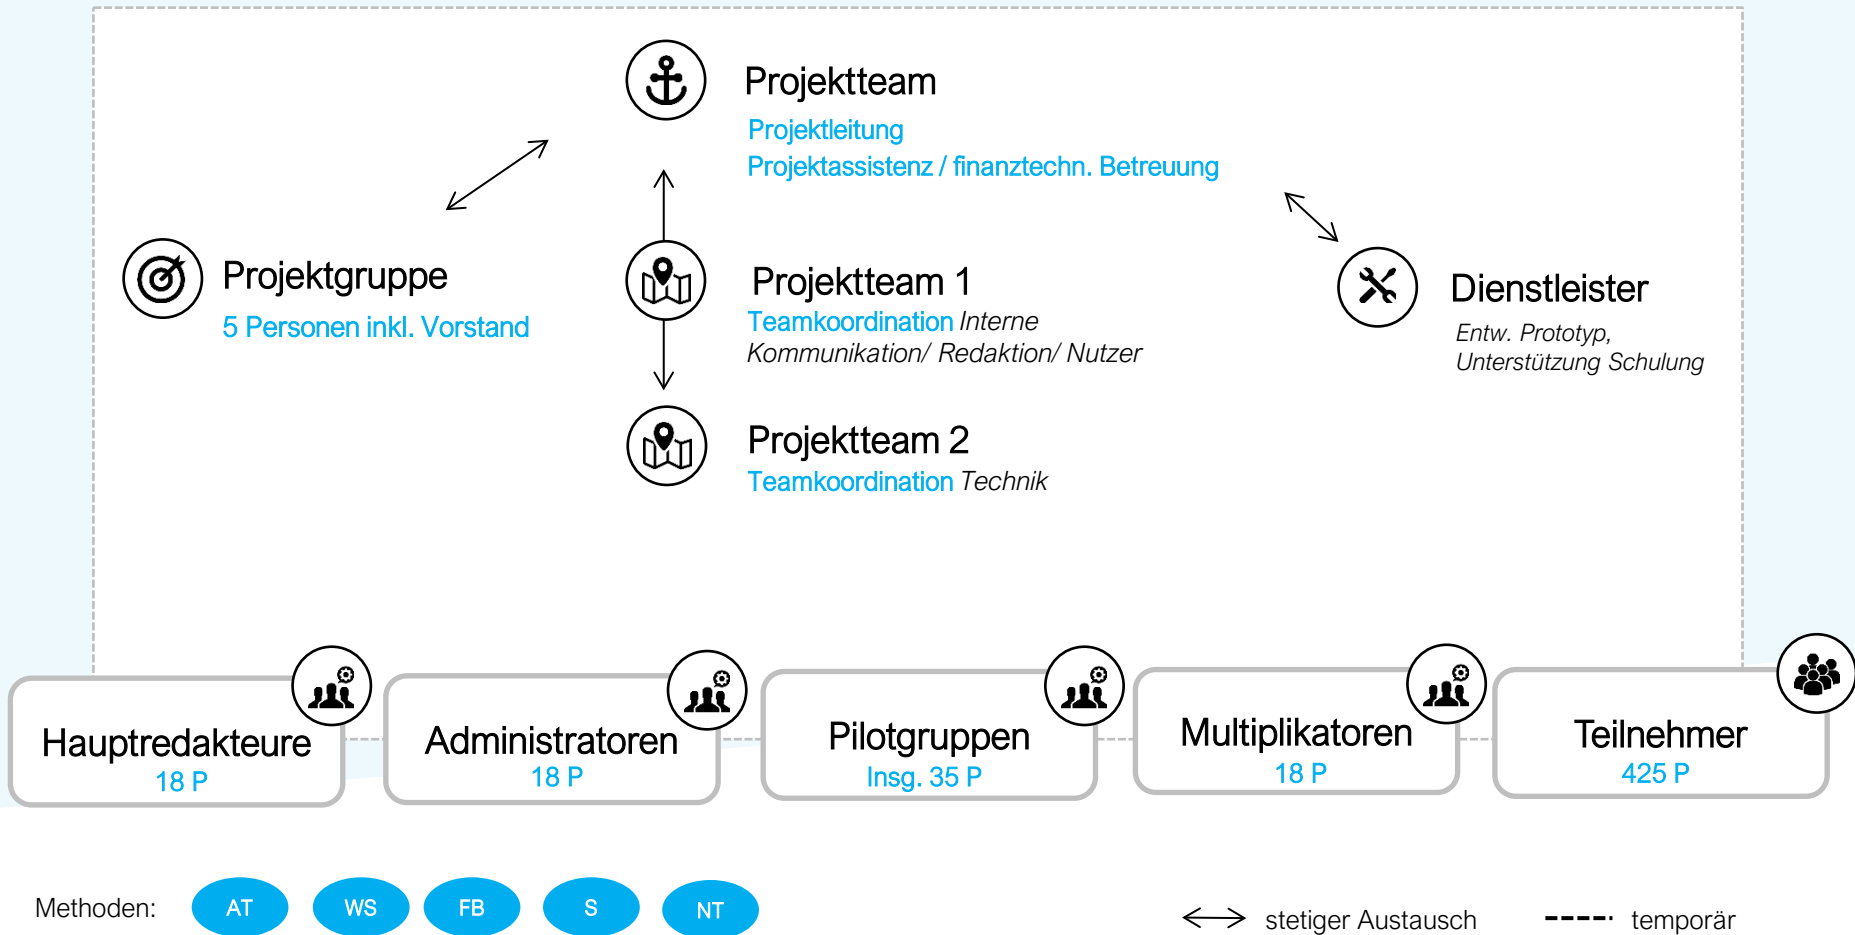 Projektteam
Projektleitung
Projektassistenz / finanztechn. Betreuung
Projektgruppe
5 Personen inkl. Vorstand
Projektteam 1
Teamkoordination Interne
Kommunikation/ Redaktion/ Nutzer
Dienstleister
Entw. Prototyp,
Unterstützung Schulung
Projektteam 2
Teamkoordination Technik
Hauptredakteure
18 P
Administratoren
18 P
Pilotgruppen
Insg. 35 P
Multiplikatoren
18 P
Teilnehmer
425 P
Methoden:
AT
WS
FB
S
NT
stetiger Austausch
temporär